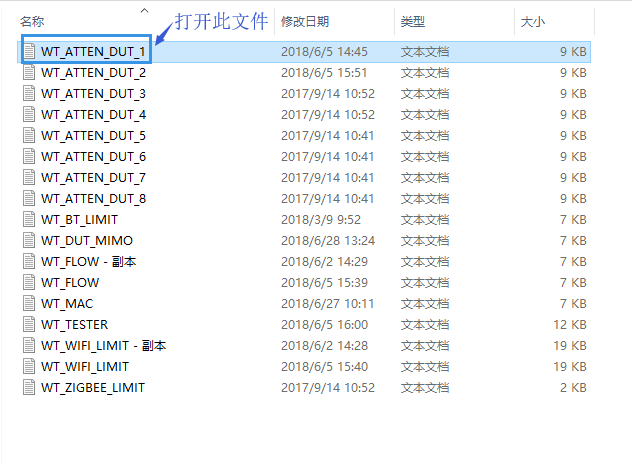 名称 打开此文件 修改日期 类型 大小
WT_ATTEN_DUT_1 2018/6/5 14:45 文本文档 9 KB
WT_ATTEN_DUT_2 2018/6/5 15:51 文本文档 9 KB
WT_ATTEN_DUT_3 2017/9/14 10:52 文本文档 9 KB
WT_ATTEN_DUT_4 2017/9/14 10:52 文本文档 9 KB
WT_ATTEN_DUT_5 2017/9/14 10:41 文本文档 9 KB
WT_ATTEN_DUT_6 2017/9/14 10:41 文本文档 9 KB
WT_ATTEN_DUT_7 2017/9/14 10:41 文本文档 9 KB
WT_ATTEN_DUT_8 2017/9/14 10:41 文本文档 9 KB
WT_BT_LIMIT 2018/3/9 9:52 文本文档 7 KB
WT_DUT_MIMO 2018/6/28 13:24 文本文档 7 KB
WT_FLOW - 副本 2018/6/2 14:29 文本文档 7 KB
WT_FLOW 2018/6/5 15:39 文本文档 7 KB
WT_MAC 2018/6/27 10:11 文本文档 7 KB
WT_TESTER 2018/6/5 16:00 文本文档 12 KB
WT_WIFI_LIMIT - 副本 2018/6/2 14:28 文本文档 19 KB
WT_WIFI_LIMIT 2018/6/5 15:40 文本文档 19 KB
WT_ZIGBEE_LIMIT 2017/9/14 10:52 文本文档 2 KB